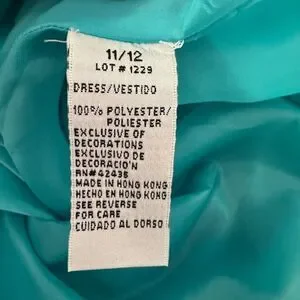 11/12
LOT # 1229
DRESS/VESTIDO
100% POLYESTER/
POLIESTER
EXCLUSIVE OF
DECORATIONS
EXCLUSIVO DE
DECORACIO'N
RN#42435
MADE IN HONG KONG
HECHO EN HONG KONG
SEE REVERSE
FOR CARE
CUIDADO AL DORSO